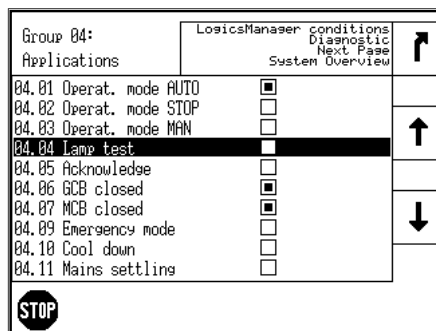 Group 04:
Applications
LogicsManager conditions
Diagnostic
Next Page
System Overview
04.01 Operat. mode AUTO
04.02 Operat. mode STOP
04.03 Operat. mode MAN
04.04 Lamp test
04.05 Acknowledge
04.06 GCB closed
04.07 MCB closed
04.09 Emergency mode
04.10 Cool down
04.11 Mains settling
STOP